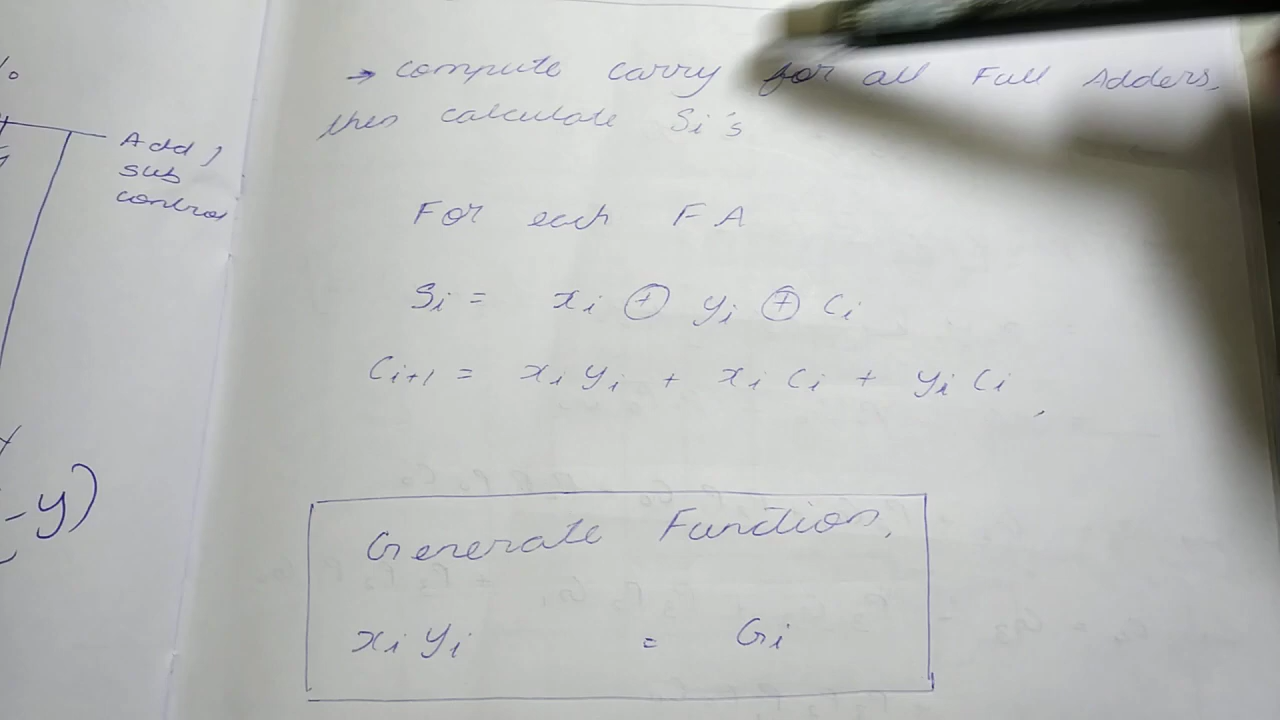 Add /
sub
control
-y)
→ compute carry for all Full Adders,
then calculate Si's
For each FA
Si = xi ⊕ yi ⊕ Ci
Ci+1 = xi yi + xi Ci + yi Ci
Generate Function,
xi yi = Gi